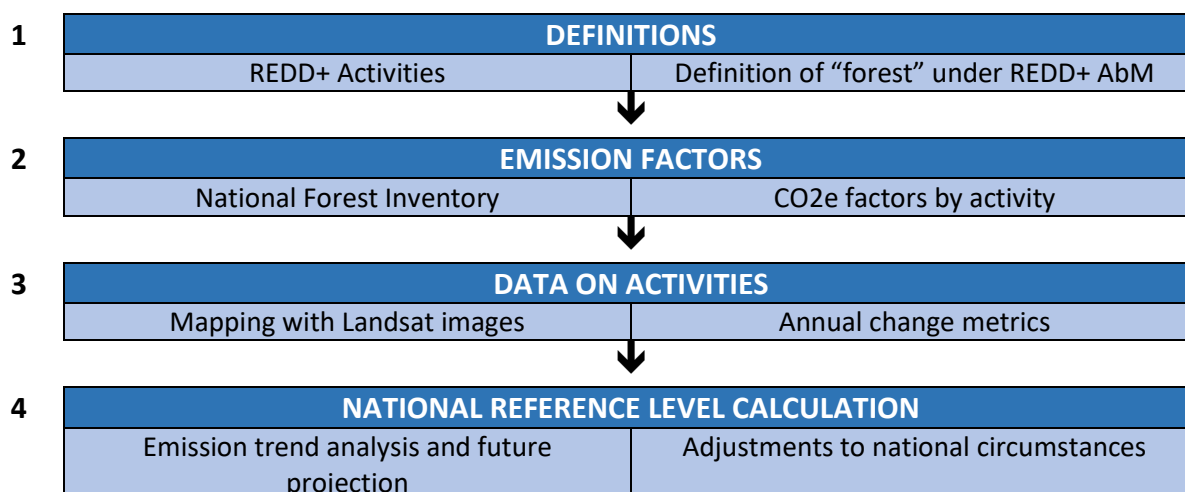 1
DEFINITIONS
REDD+ Activities
Definition of “forest” under REDD+ AbM
2
EMISSION FACTORS
National Forest Inventory
CO2e factors by activity
3
DATA ON ACTIVITIES
Mapping with Landsat images
Annual change metrics
4
NATIONAL REFERENCE LEVEL CALCULATION
Emission trend analysis and future
projection
Adjustments to national circumstances